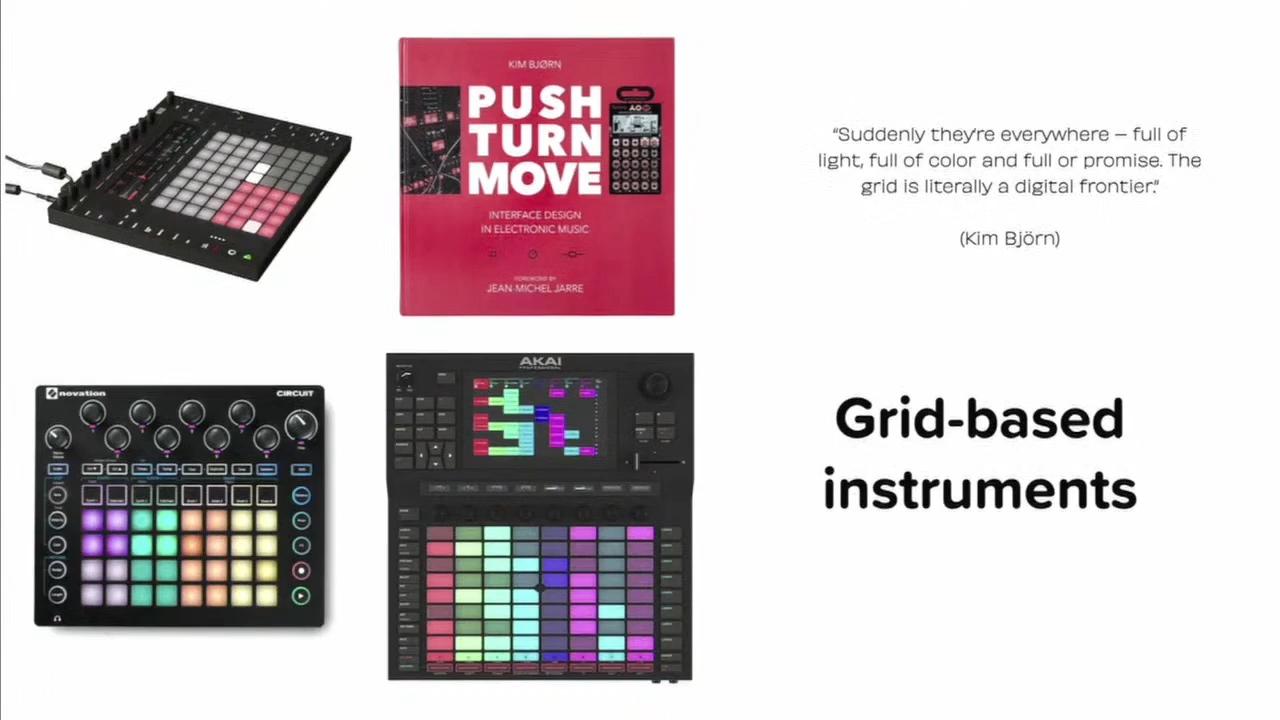 KIM BJØRN
PUSH
TURN
MOVE
INTERFACE DESIGN
IN ELECTRONIC MUSIC
FOREWORD BY
JEAN-MICHEL JARRE
“Suddenly they’re everywhere – full of
light, full of color and full or promise. The
grid is literally a digital frontier.”
(Kim Björn)
novation
CIRCUIT
AKAI
PROFESSIONAL
Grid-based
instruments